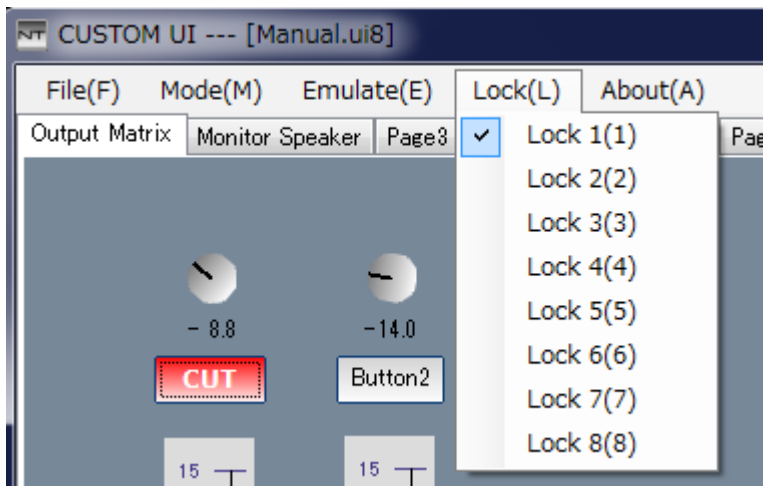 NT CUSTOM UI --- [Manual.ui8]
File(F) Mode(M) Emulate(E) Lock(L) About(A)
Output Matrix Monitor Speaker Page3
Lock 1(1)
Lock 2(2)
Lock 3(3)
Lock 4(4)
Lock 5(5)
Lock 6(6)
Lock 7(7)
Lock 8(8)
- 8.8 -14.0
CUT Button2
15 15